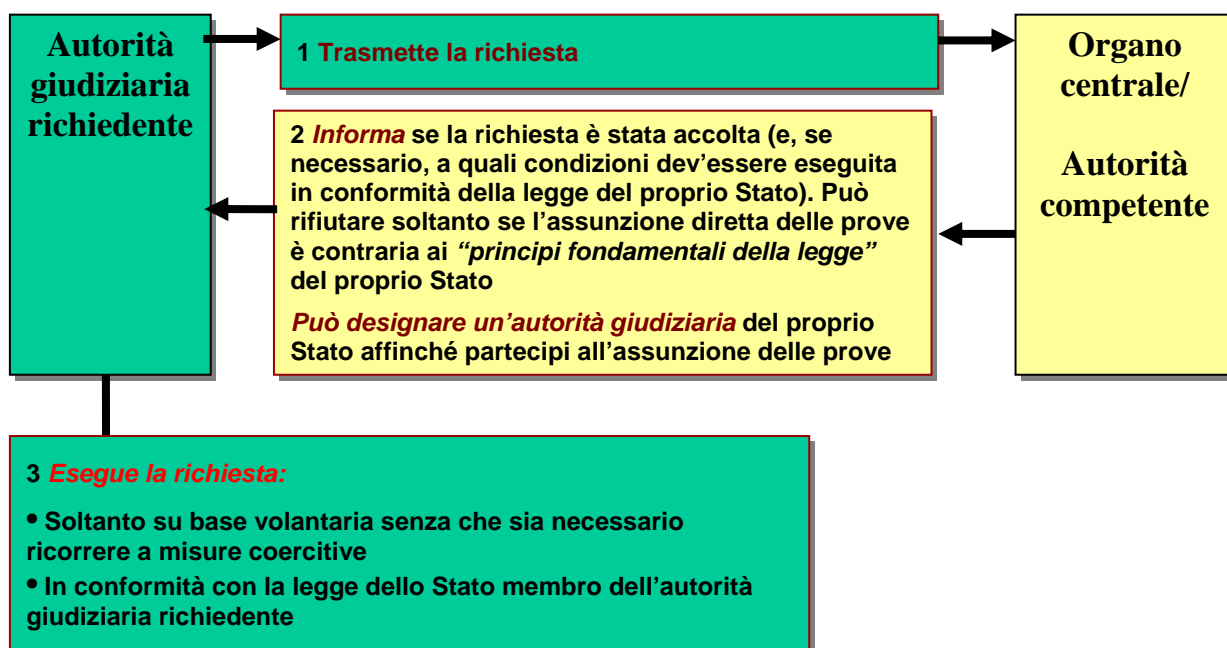 Autorità
giudiziaria
richiedente
1 Trasmette la richiesta
Organo
centrale/
Autorità
competente
2 Informa se la richiesta è stata accolta (e, se
necessario, a quali condizioni dev’essere eseguita
in conformità della legge del proprio Stato). Può
rifiutare soltanto se l’assunzione diretta delle prove
è contraria ai “principi fondamentali della legge”
del proprio Stato
Può designare un’autorità giudiziaria del proprio
Stato affinché partecipi all’assunzione delle prove
3 Esegue la richiesta:
• Soltanto su base volantaria senza che sia necessario
ricorrere a misure coercitive
• In conformità con la legge dello Stato membro dell’autorità
giudiziaria richiedente